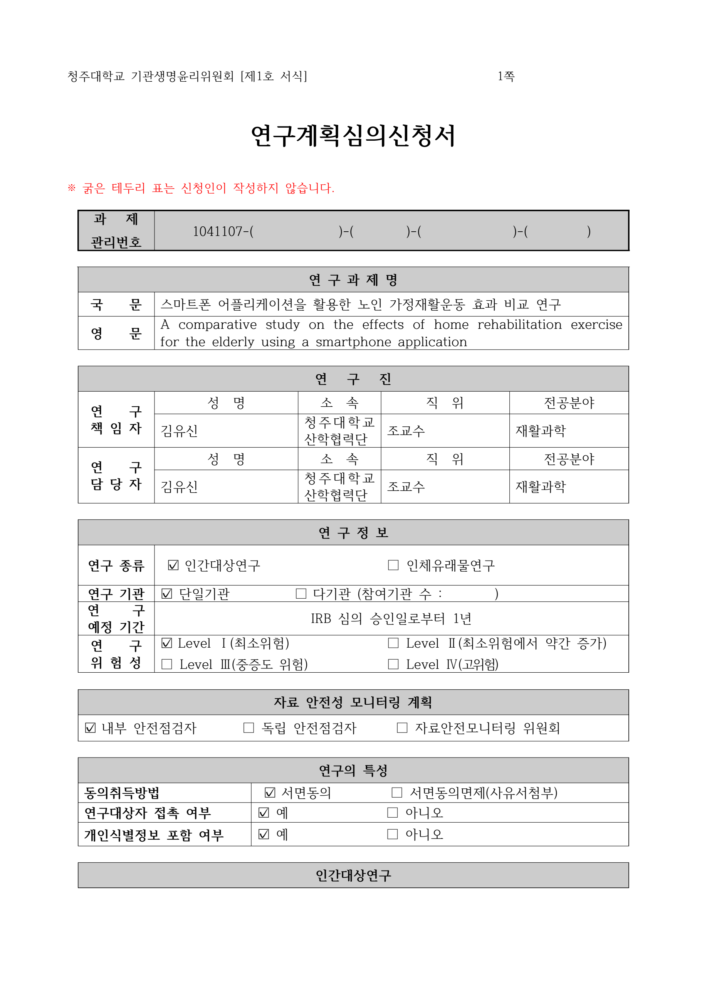 청주대학교 기관생명윤리위원회 [제1호 서식] 1쪽
연구계획심의신청서
※ 굵은 테두리 표는 신청인이 작성하지 않습니다.
과 제
관리번호
1041107-( )-( )-( )-( )
연 구 과 제 명
국 문 스마트폰 어플리케이션을 활용한 노인 가정재활운동 효과 비교 연구
영 문
A comparative study on the effects of home rehabilitation exercise
for the elderly using a smartphone application
연 구 진
연 구
책 임 자
성 명 소 속 직 위 전공분야
김유신
청주대학교
산학협력단
조교수 재활과학
연 구
담 당 자
성 명 소 속 직 위 전공분야
김유신
청주대학교
산학협력단
조교수 재활과학
연 구 정 보
연구 종류 ☑ 인간대상연구 □ 인체유래물연구
연구 기관 ☑ 단일기관 □ 다기관 (참여기관 수 : )
연 구
예정 기간
IRB 심의 승인일로부터 1년
연 구
위 험 성
☑ Level Ⅰ(최소위험) □ Level Ⅱ(최소위험에서 약간 증가)
□ Level Ⅲ(중증도 위험) □ Level Ⅳ(고위험)
자료 안전성 모니터링 계획
☑ 내부 안전점검자 □ 독립 안전점검자 □ 자료안전모니터링 위원회
연구의 특성
동의취득방법 ☑ 서면동의 □ 서면동의면제(사유서첨부)
연구대상자 접촉 여부 ☑ 예 □ 아니오
개인식별정보 포함 여부 ☑ 예 □ 아니오
인간대상연구